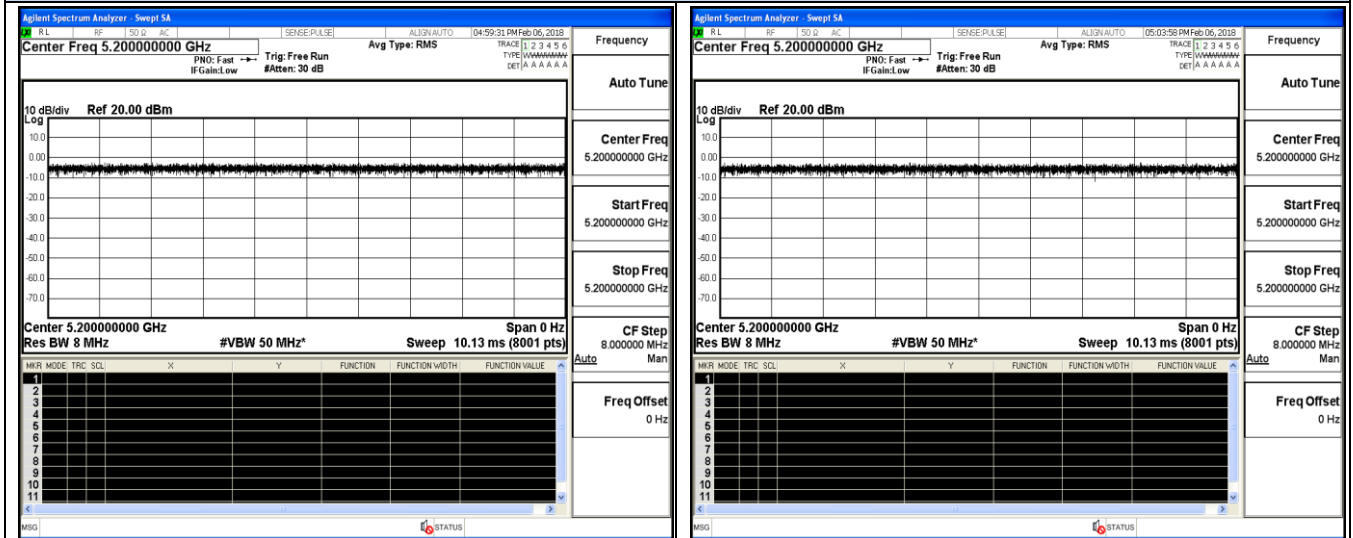 Agilent Spectrum Analyzer - Swept SA
RL RF 50 Ω AC SENSE:PULSE ALIGNAUTO 04:59:31 PM Feb 06, 2018
Center Freq 5.200000000 GHz
PNO: Fast
IFGain:Low
Trig: Free Run
#Atten: 30 dB
Avg Type: RMS
TRACE 1 2 3 4 5 6
TYPE WWWWWW
DET A A A A A A
10 dB/div Ref 20.00 dBm
Log
10.0
0.00
-10.0
-20.0
-30.0
-40.0
-50.0
-60.0
-70.0
Center 5.200000000 GHz Span 0 Hz
Res BW 8 MHz #VBW 50 MHz* Sweep 10.13 ms (8001 pts)
MKR MODE TRC SCL X Y FUNCTION FUNCTION WIDTH FUNCTION VALUE
1
2
3
4
5
6
7
8
9
10
11
MSG STATUS
Frequency
Auto Tune
Center Freq
5.200000000 GHz
Start Freq
5.200000000 GHz
Stop Freq
5.200000000 GHz
CF Step
8.000000 MHz
Auto Man
Freq Offset
0 Hz
Agilent Spectrum Analyzer - Swept SA
RL RF 50 Ω AC SENSE:PULSE ALIGNAUTO 05:03:58 PM Feb 06, 2018
Center Freq 5.200000000 GHz
PNO: Fast
IFGain:Low
Trig: Free Run
#Atten: 30 dB
Avg Type: RMS
TRACE 1 2 3 4 5 6
TYPE WWWWWW
DET A A A A A A
10 dB/div Ref 20.00 dBm
Log
10.0
0.00
-10.0
-20.0
-30.0
-40.0
-50.0
-60.0
-70.0
Center 5.200000000 GHz Span 0 Hz
Res BW 8 MHz #VBW 50 MHz* Sweep 10.13 ms (8001 pts)
MKR MODE TRC SCL X Y FUNCTION FUNCTION WIDTH FUNCTION VALUE
1
2
3
4
5
6
7
8
9
10
11
MSG STATUS
Frequency
Auto Tune
Center Freq
5.200000000 GHz
Start Freq
5.200000000 GHz
Stop Freq
5.200000000 GHz
CF Step
8.000000 MHz
Auto Man
Freq Offset
0 Hz